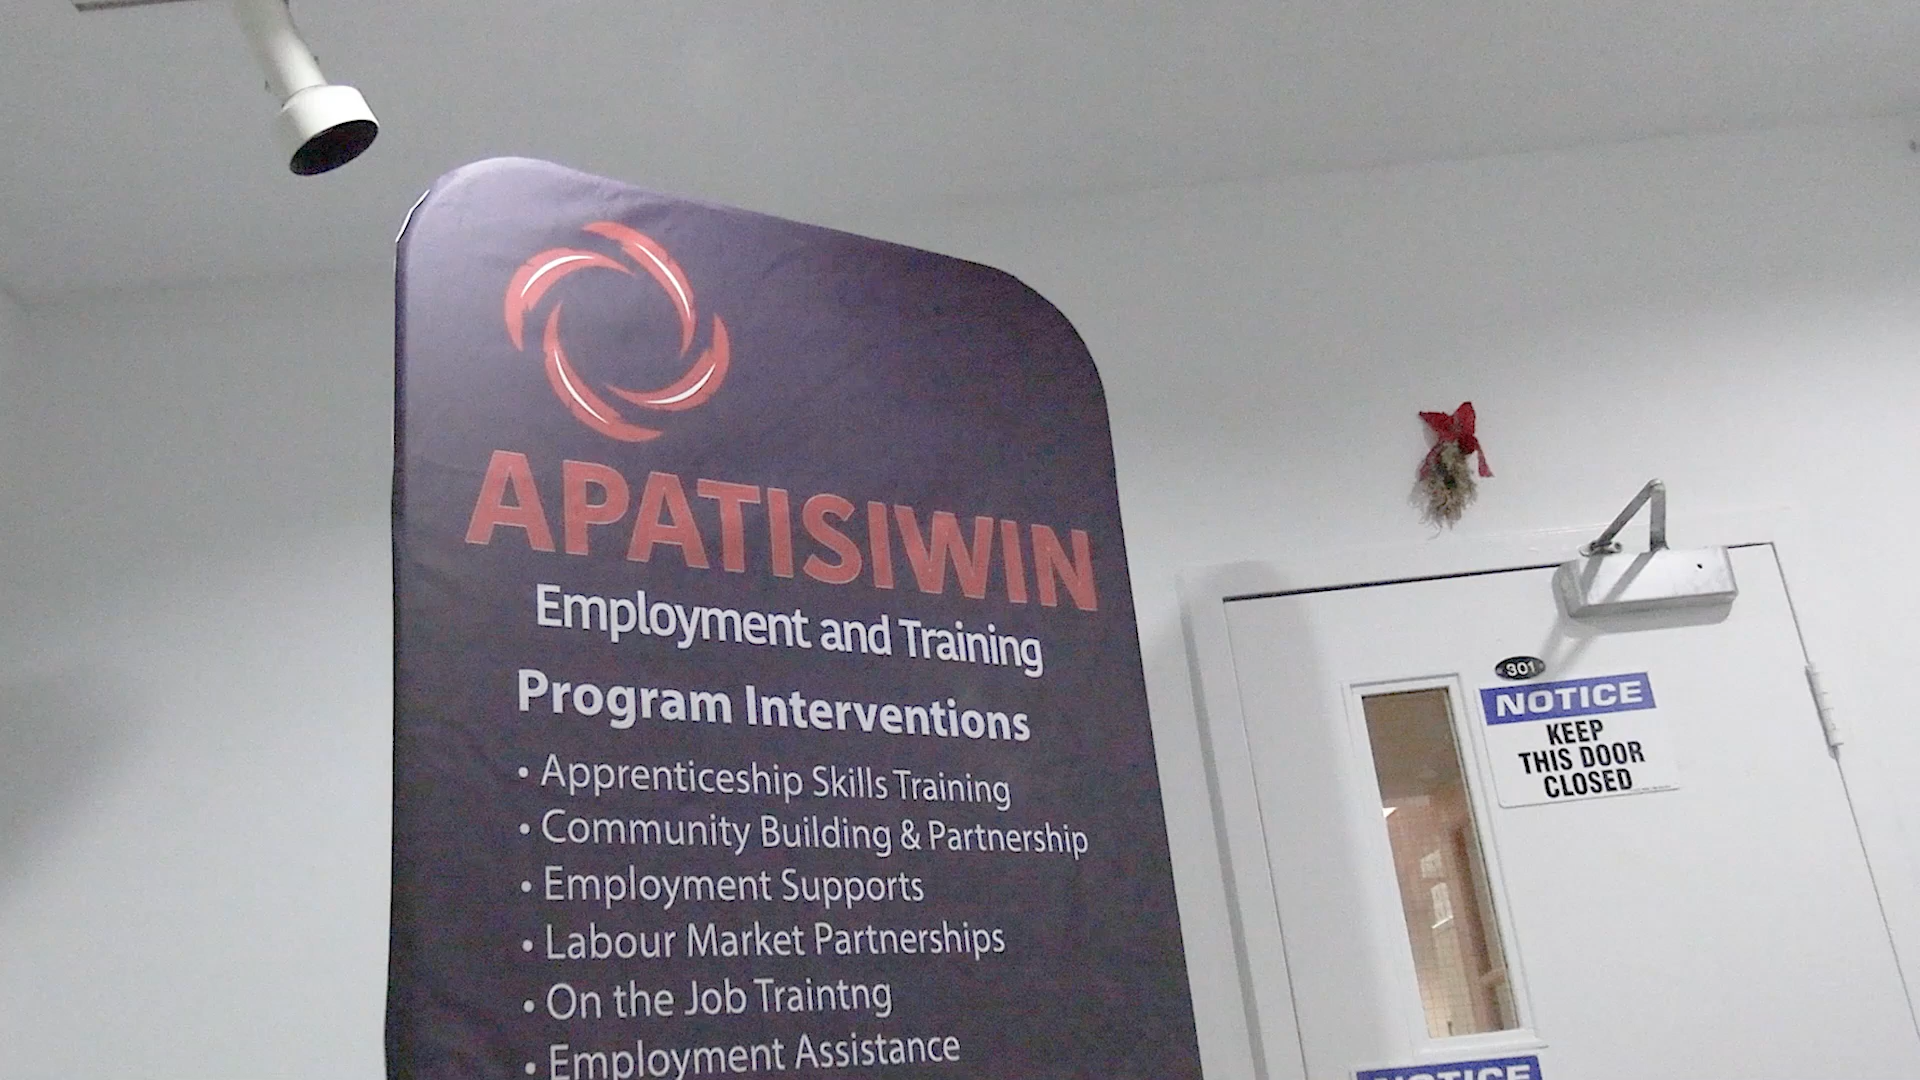 APATISIWIN
Employment and Training
Program Interventions
• Apprenticeship Skills Training
• Community Building & Partnership
• Employment Supports
• Labour Market Partnerships
• On the Job Traintng
• Employment Assistance
301
NOTICE
KEEP
THIS DOOR
CLOSED
NOTICE